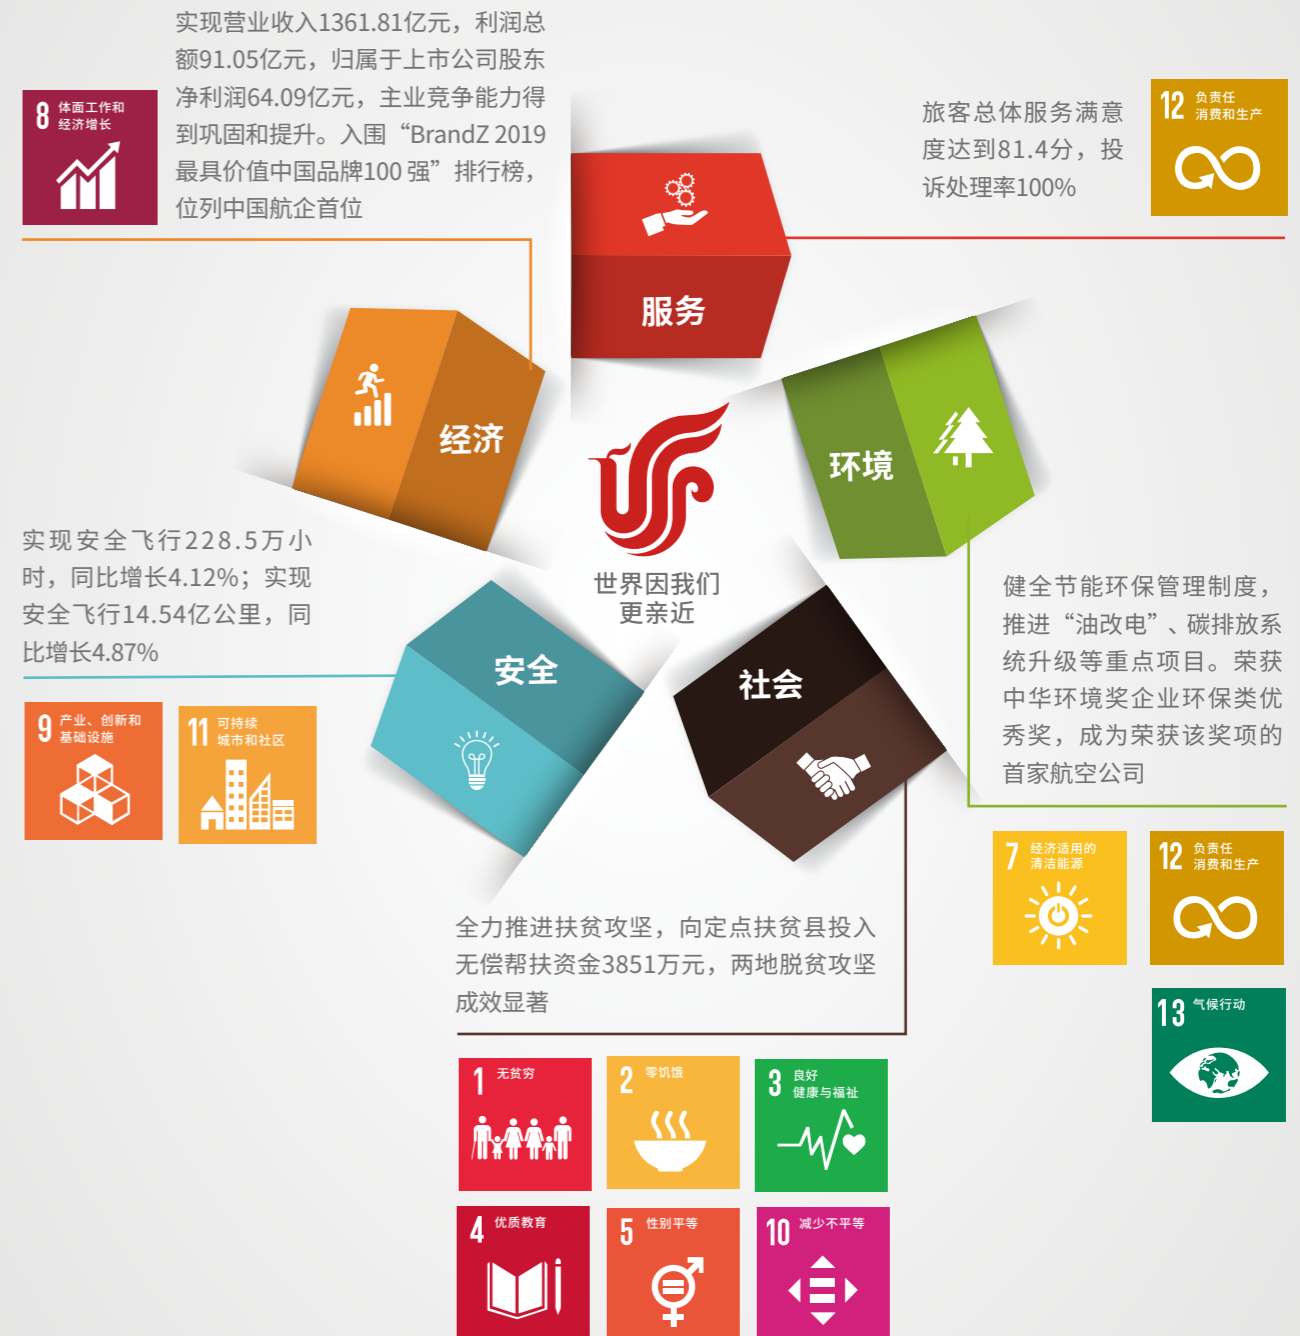 实现营业收入1361.81亿元，利润总
额91.05亿元，归属于上市公司股东
净利润64.09亿元，主业竞争能力得
到巩固和提升。入围“BrandZ 2019
最具价值中国品牌100 强”排行榜，
位列中国航企首位
8 体面工作和
经济增长
旅客总体服务满意
度达到81.4分，投
诉处理率100%
12 负责任
消费和生产
服务
经济
环境
世界因我们
更亲近
实现安全飞行228.5万小
时，同比增长4.12%；实现
安全飞行14.54亿公里，同
比增长4.87%
安全
社会
健全节能环保管理制度，
推进“油改电”、碳排放系
统升级等重点项目。荣获
中华环境奖企业环保类优
秀奖，成为荣获该奖项的
首家航空公司
9 产业、创新和
基础设施
11 可持续
城市和社区
7 经济适用的
清洁能源
12 负责任
消费和生产
13 气候行动
全力推进扶贫攻坚，向定点扶贫县投入
无偿帮扶资金3851万元，两地脱贫攻坚
成效显著
1 无贫穷
2 零饥饿
3 良好
健康与福祉
4 优质教育
5 性别平等
10 减少不平等